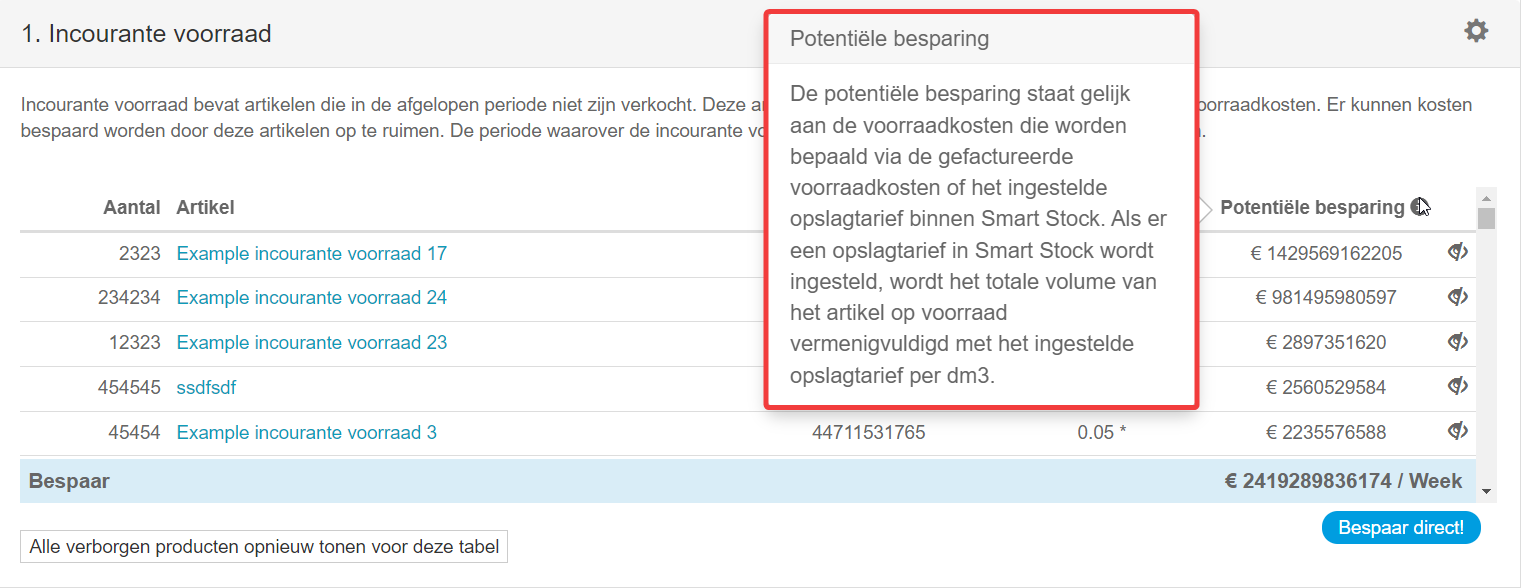 1. Incourante voorraad
Potentiële besparing
De potentiële besparing staat gelijk
aan de voorraadkosten die worden
bepaald via de gefactureerde
voorraadkosten of het ingestelde
opslagtarief binnen Smart Stock. Als er
een opslagtarief in Smart Stock wordt
ingesteld, wordt het totale volume van
het artikel op voorraad
vermenigvuldigd met het ingestelde
opslagtarief per dm3.
Incourante voorraad bevat artikelen die in de afgelopen periode niet zijn verkocht. Deze Er kunnen kosten
bespaard worden door deze artikelen op te ruimen. De periode waarover de incourante
Aantal Artikel Potentiële besparing
2323 Example incourante voorraad 17 € 1429569162205
234234 Example incourante voorraad 24 € 981495980597
12323 Example incourante voorraad 23 € 2897351620
454545 ssdfsdf € 2560529584
45454 Example incourante voorraad 3 44711531765 0.05 * € 2235576588
Bespaar € 2419289836174 / Week
Bespaar direct!
Alle verborgen producten opnieuw tonen voor deze tabel